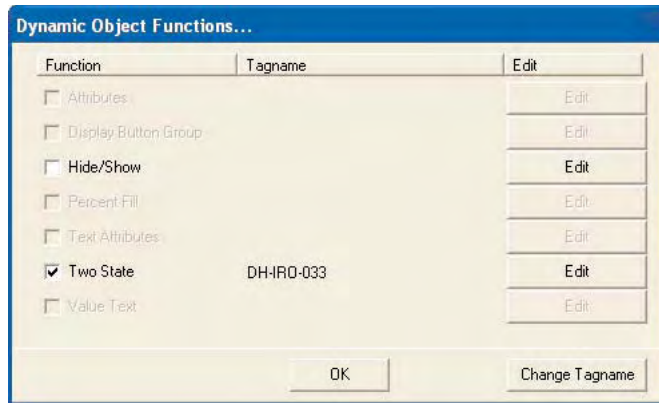 Dynamic Object Functions...
Function Tagname Edit
Attributes Edit
Display Button Group Edit
Hide/Show Edit
Percent Fill Edit
Text Attributes Edit
Two State DH-IRO-033 Edit
Value Text Edit
OK Change Tagname